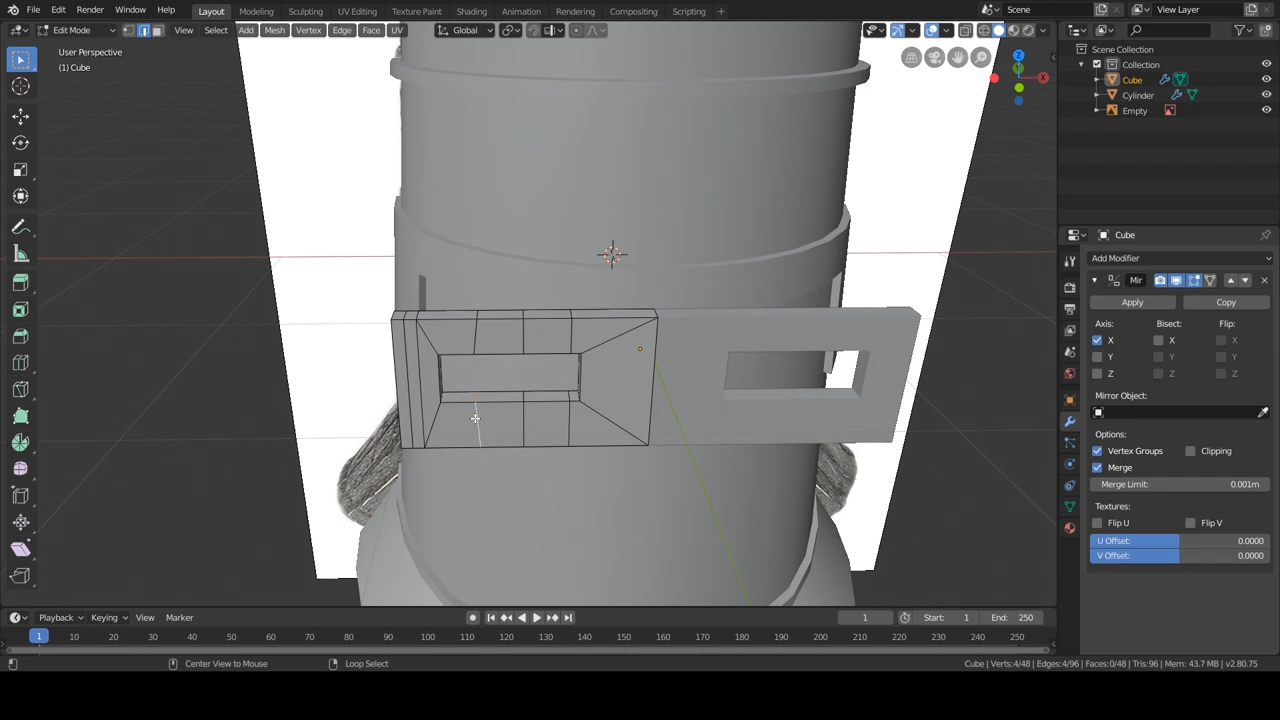 File Edit Render Window Help Layout Modeling Sculpting UV Editing Texture Paint Shading Animation Rendering Compositing Scripting + Scene View Layer
Edit Mode View Select Add Mesh Vertex Edge Face UV Global
User Perspective
(1) Cube
Z
Y
X
Scene Collection
Collection
Cube
Cylinder
Empty
Cube
Add Modifier
Mir
Apply Copy
Axis: Bisect: Flip:
X X X
Y Y Y
Z Z Z
Mirror Object:
Options:
Vertex Groups Clipping
Merge
Merge Limit: 0.001m
Textures:
Flip U Flip V
U Offset: 0.0000
V Offset: 0.0000
Playback Keying View Marker 1 Start: 1 End: 250
1 10 20 30 40 50 60 70 80 90 100 110 120 130 140 150 160 170 180 190 200 210 220 230 240 250
Center View to Mouse Loop Select Cube | Verts:4/48 | Edges:4/96 | Faces:0/48 | Tris:96 | Mem: 43.7 MB | v2.80.75